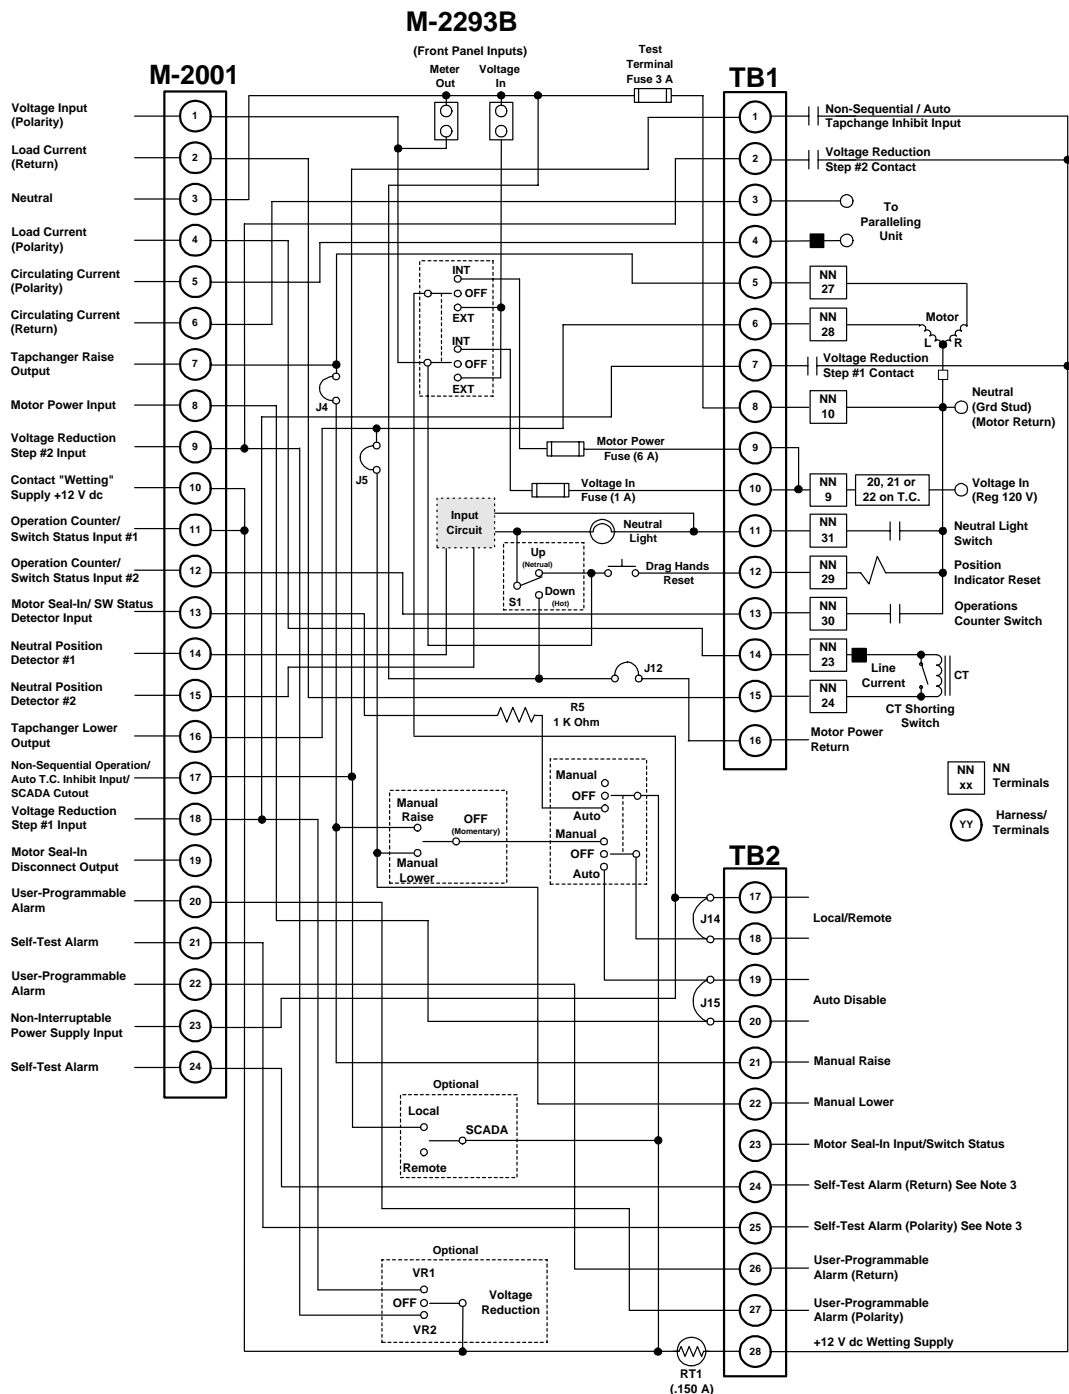 M-2293B
(Front Panel Inputs)
Meter
Out
Voltage
In
Test
Terminal
Fuse 3 A
M-2001
TB1
Voltage Input
(Polarity)
1
Load Current
(Return)
2
Neutral
3
Load Current
(Polarity)
4
Circulating Current
(Polarity)
5
Circulating Current
(Return)
6
Tapchanger Raise
Output
7
Motor Power Input
8
Voltage Reduction
Step #2 Input
9
Contact "Wetting"
Supply +12 V dc
10
Operation Counter/
Switch Status Input #1
11
Operation Counter/
Switch Status Input #2
12
Motor Seal-In/ SW Status
Detector Input
13
Neutral Position
Detector #1
14
Neutral Position
Detector #2
15
Tapchanger Lower
Output
16
Non-Sequential Operation/
Auto T.C. Inhibit Input/
SCADA Cutout
17
Voltage Reduction
Step #1 Input
18
Motor Seal-In
Disconnect Output
19
User-Programmable
Alarm
20
Self-Test Alarm
21
User-Programmable
Alarm
22
Non-Interruptable
Power Supply Input
23
Self-Test Alarm
24
INT
OFF
EXT
INT
OFF
EXT
J4
J5
Motor Power
Fuse (6 A)
Voltage In
Fuse (1 A)
Input
Circuit
Neutral
Light
Up
(Netrual)
S1
Down
(Hot)
Drag Hands
Reset
J12
R5
1 K Ohm
Manual
OFF
Auto
Manual
OFF
Auto
Manual
Raise
OFF
(Momentary)
Manual
Lower
J14
J15
Optional
Local
SCADA
Remote
Optional
VR1
OFF
VR2
Voltage
Reduction
RT1
(.150 A)
1
Non-Sequential / Auto
Tapchange Inhibit Input
2
Voltage Reduction
Step #2 Contact
3
4
To
Paralleling
Unit
5
NN
27
6
NN
28
Motor
L
R
7
Voltage Reduction
Step #1 Contact
8
NN
10
Neutral
(Grd Stud)
(Motor Return)
9
10
NN
9
20, 21 or
22 on T.C.
Voltage In
(Reg 120 V)
11
NN
31
Neutral Light
Switch
12
NN
29
Position
Indicator Reset
13
NN
30
Operations
Counter Switch
14
NN
23
Line
Current
CT
15
NN
24
CT Shorting
Switch
16
Motor Power
Return
NN
xx
NN
Terminals
YY
Harness/
Terminals
TB2
17
Local/Remote
18
19
Auto Disable
20
21
Manual Raise
22
Manual Lower
23
Motor Seal-In Input/Switch Status
24
Self-Test Alarm (Return) See Note 3
25
Self-Test Alarm (Polarity) See Note 3
26
User-Programmable
Alarm (Return)
27
User-Programmable
Alarm (Polarity)
28
+12 V dc Wetting Supply